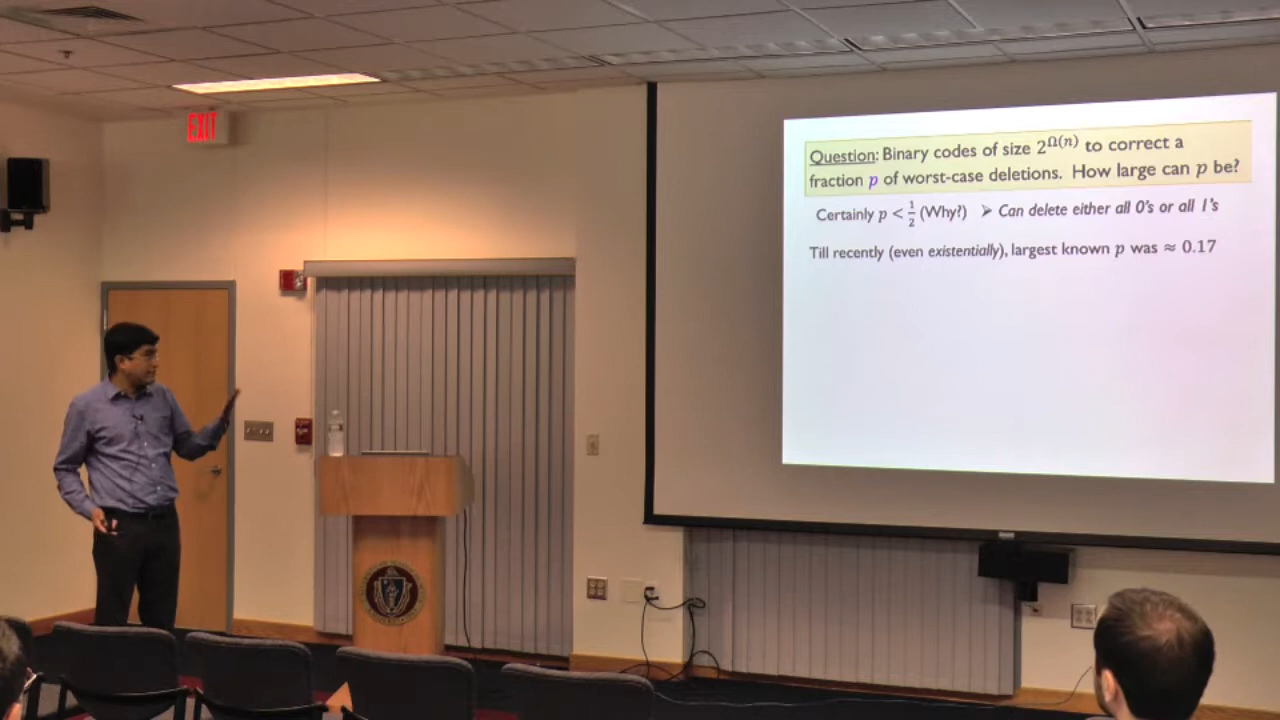 EXIT
Question: Binary codes of size 2^Ω(n) to correct a
fraction p of worst-case deletions. How large can p be?
Certainly p < 1/2 (Why?) ➤ Can delete either all 0's or all 1's
Till recently (even existentially), largest known p was ≈ 0.17